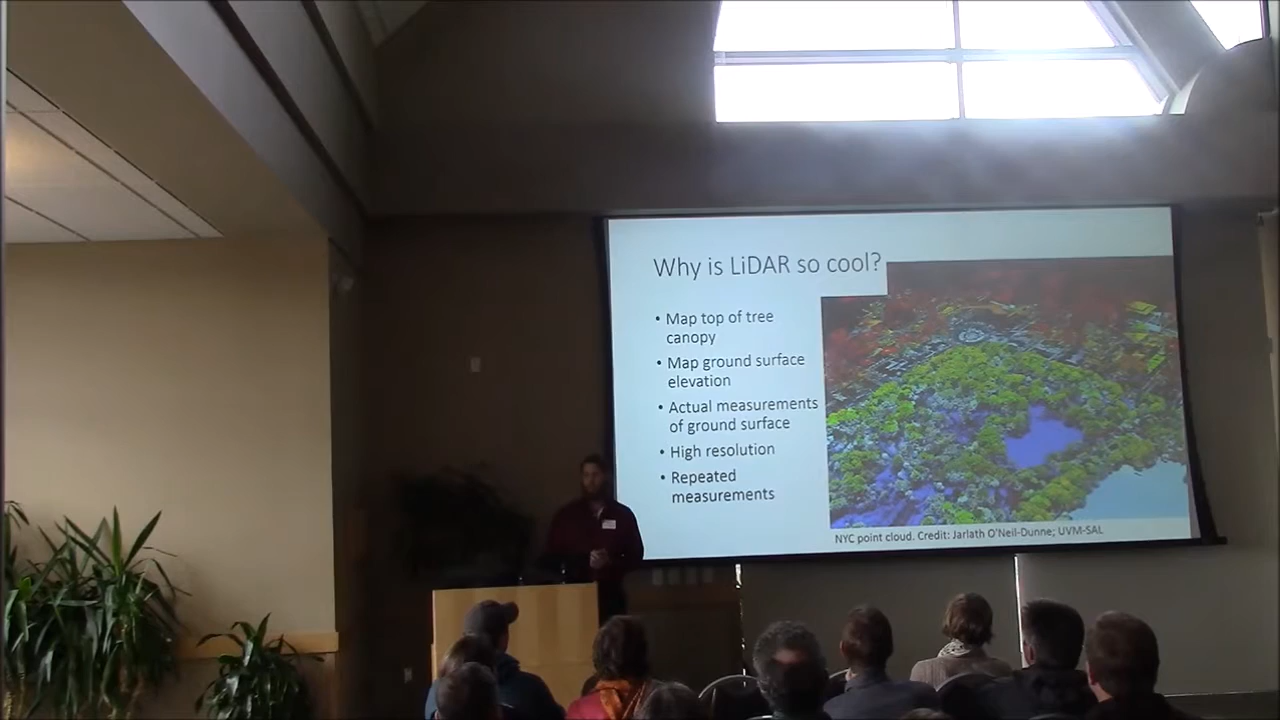 Why is LiDAR so cool?
• Map top of tree
canopy
• Map ground surface
elevation
• Actual measurements
of ground surface
• High resolution
• Repeated
measurements
NYC point cloud. Credit: Jarlath O'Neil-Dunne; UVM-SAL